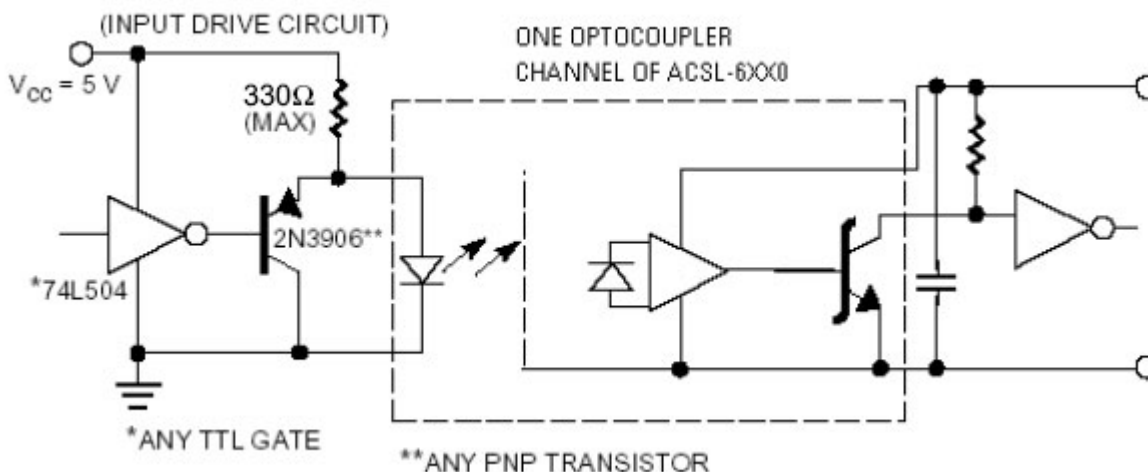 (INPUT DRIVE CIRCUIT)
ONE OPTOCOUPLER
CHANNEL OF ACSL-6XX0
VCC = 5 V
330Ω
(MAX)
2N3906**
*74L504
*ANY TTL GATE
**ANY PNP TRANSISTOR